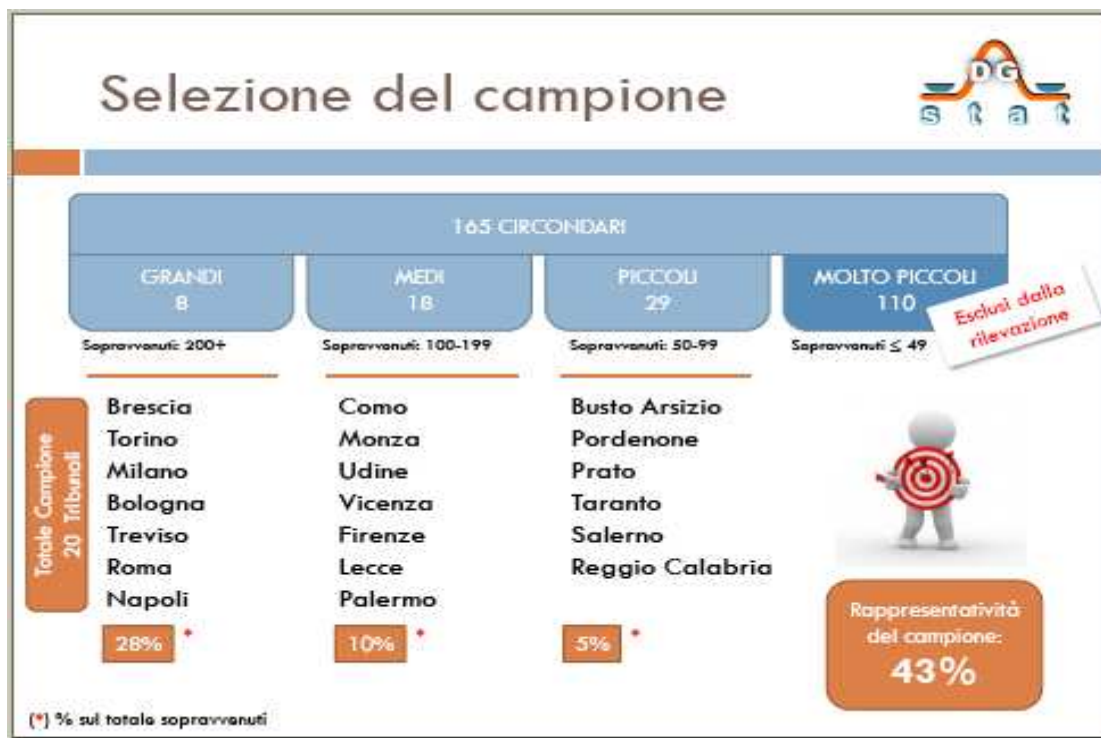 Selezione del campione
DG
stat
165 CIRCONDARI
GRANDI
8
MEDI
18
PICCOLI
29
MOLTO PICCOLI
110
Esclusi dalla
rilevazione
Sopravvenuti: 200+
Sopravvenuti: 100-199
Sopravvenuti: 50-99
Sopravvenuti ≤ 49
Totale Campione
20 Tribunali
Brescia
Torino
Milano
Bologna
Treviso
Roma
Napoli
28% *
Como
Monza
Udine
Vicenza
Firenze
Lecce
Palermo
10% *
Busto Arsizio
Pordenone
Prato
Taranto
Salerno
Reggio Calabria
5% *
Rappresentatività
del campione:
43%
(*) % sul totale sopravvenuti